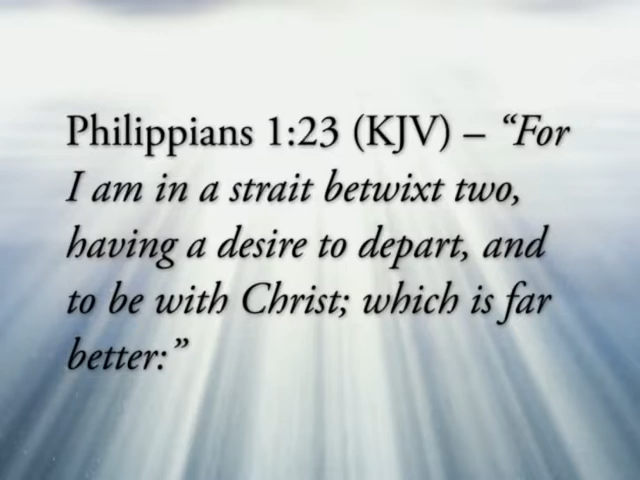 Philippians 1:23 (KJV) – “For
I am in a strait betwixt two,
having a desire to depart, and
to be with Christ; which is far
better:”